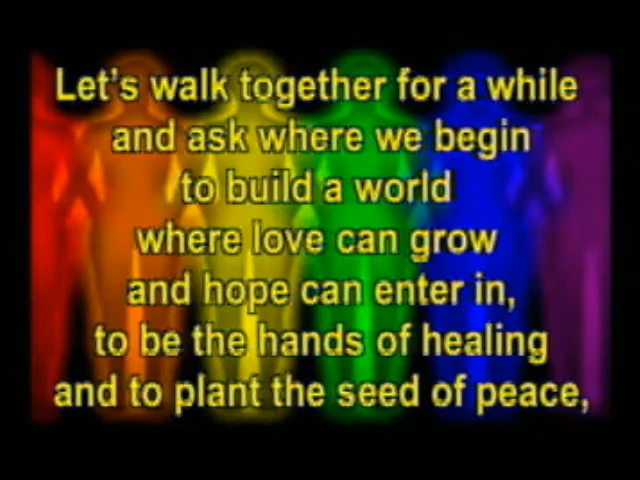 Let's walk together for a while
and ask where we begin
to build a world
where love can grow
and hope can enter in,
to be the hands of healing
and to plant the seed of peace,